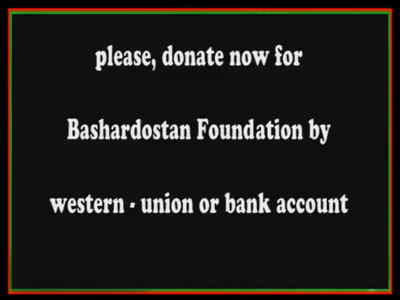 please, donate now for
Bashardostan Foundation by
western - union or bank account